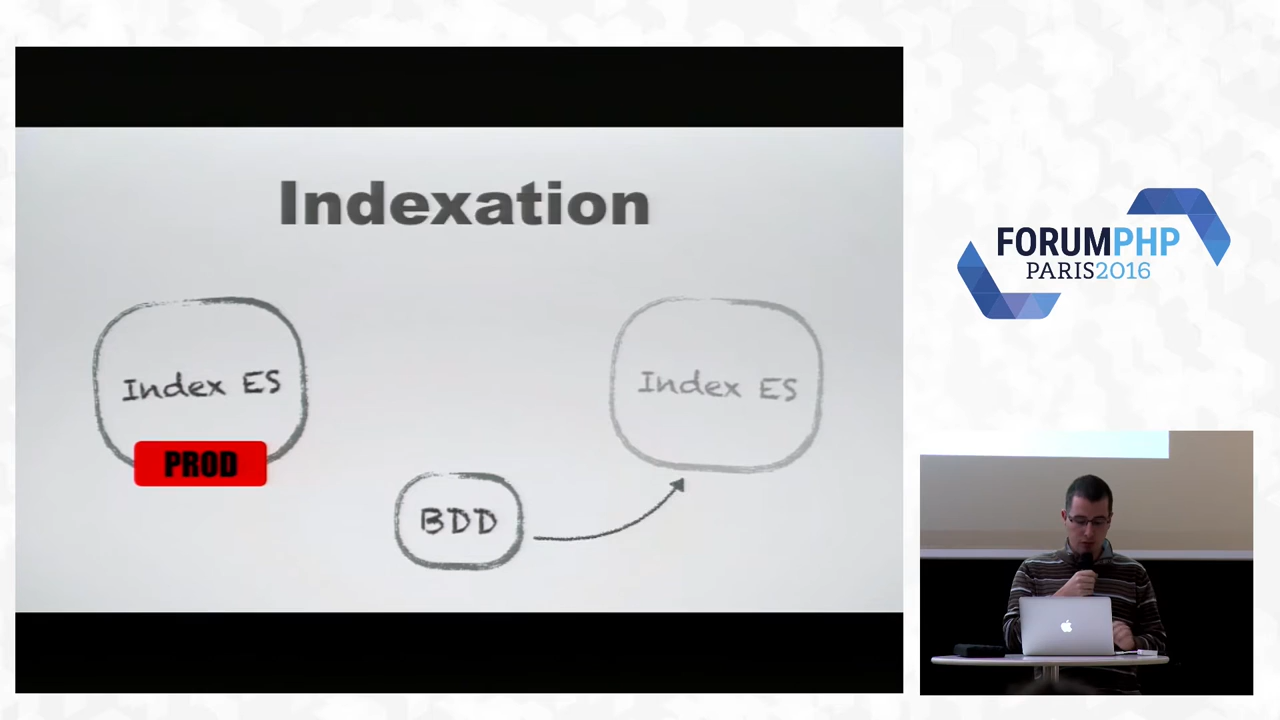 Indexation
Index ES
PROD
Index ES
BDD
FORUMPHP
PARIS2016